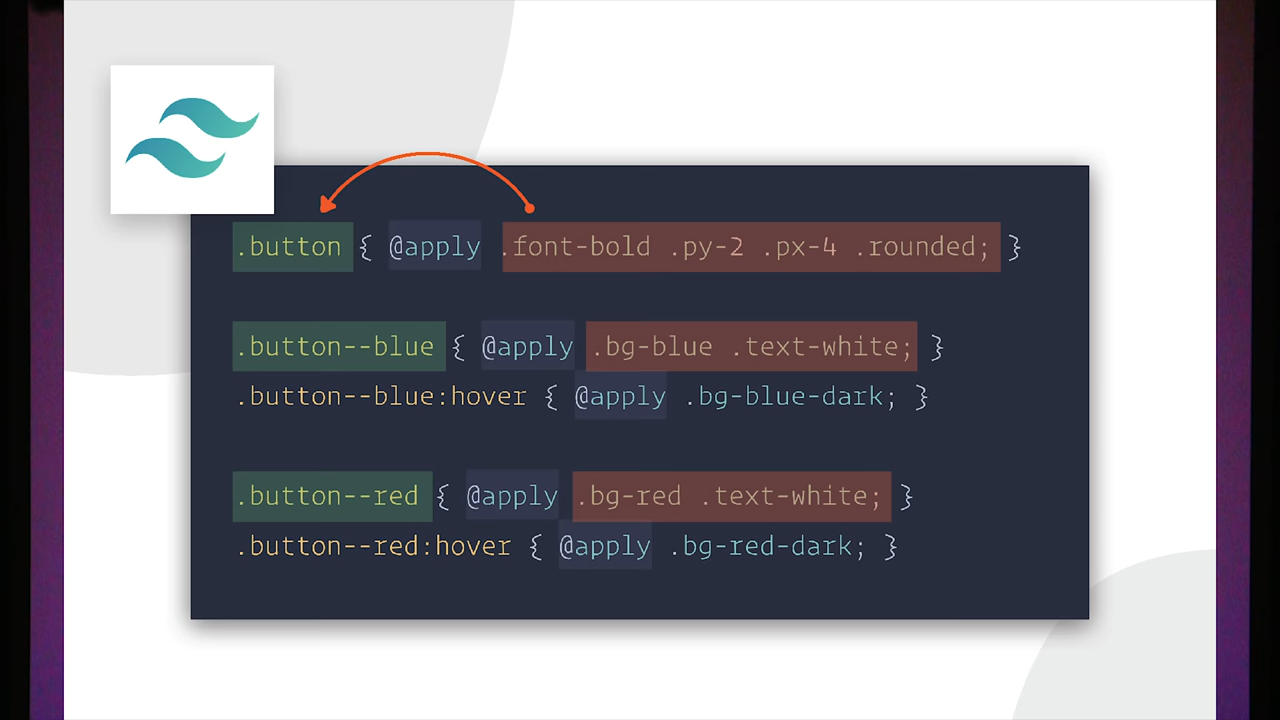 .button { @apply .font-bold .py-2 .px-4 .rounded; }
.button--blue { @apply .bg-blue .text-white; }
.button--blue:hover { @apply .bg-blue-dark; }
.button--red { @apply .bg-red .text-white; }
.button--red:hover { @apply .bg-red-dark; }